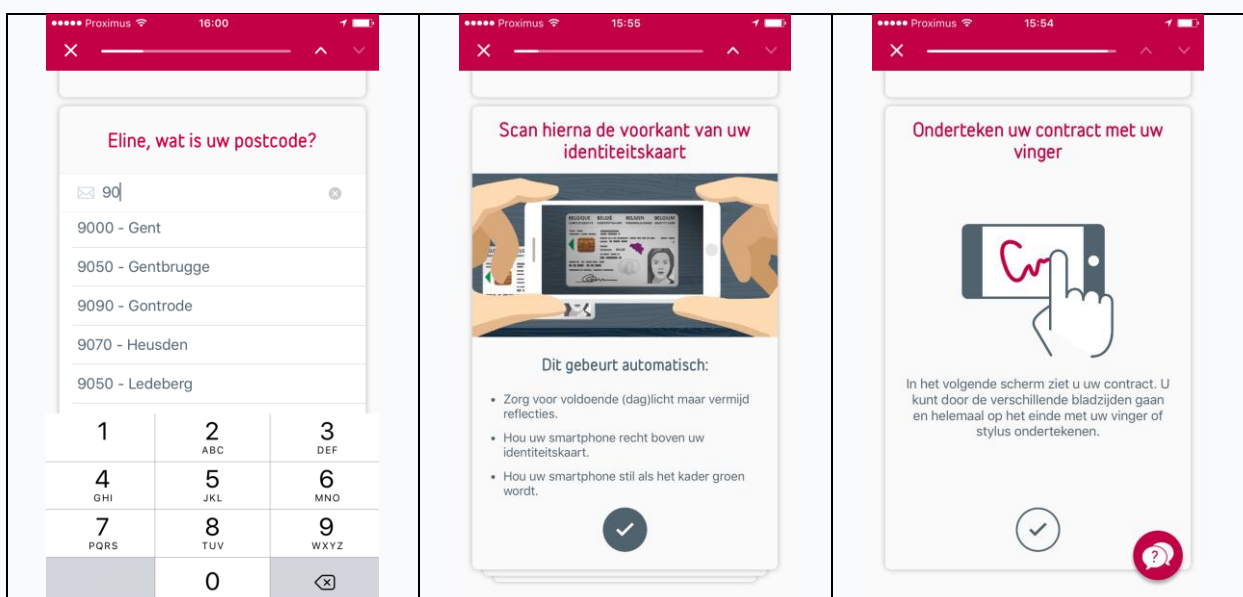 Proximus 16:00
Eline, wat is uw postcode?
90
9000 - Gent
9050 - Gentbrugge
9090 - Gontrode
9070 - Heusden
9050 - Ledeberg
1 2 3
ABC DEF
4 5 6
GHI JKL MNO
7 8 9
PQRS TUV WXYZ
0
Proximus 15:55
Scan hierna de voorkant van uw
identiteitskaart
BELGIQUE BELGIË BELGIEN BELGIUM
Dit gebeurt automatisch:
• Zorg voor voldoende (dag)licht maar vermijd
reflecties.
• Hou uw smartphone recht boven uw
identiteitskaart.
• Hou uw smartphone stil als het kader groen
wordt.
Proximus 15:54
Onderteken uw contract met uw
vinger
In het volgende scherm ziet u uw contract. U
kunt door de verschillende bladzijden gaan
en helemaal op het einde met uw vinger of
stylus ondertekenen.
?